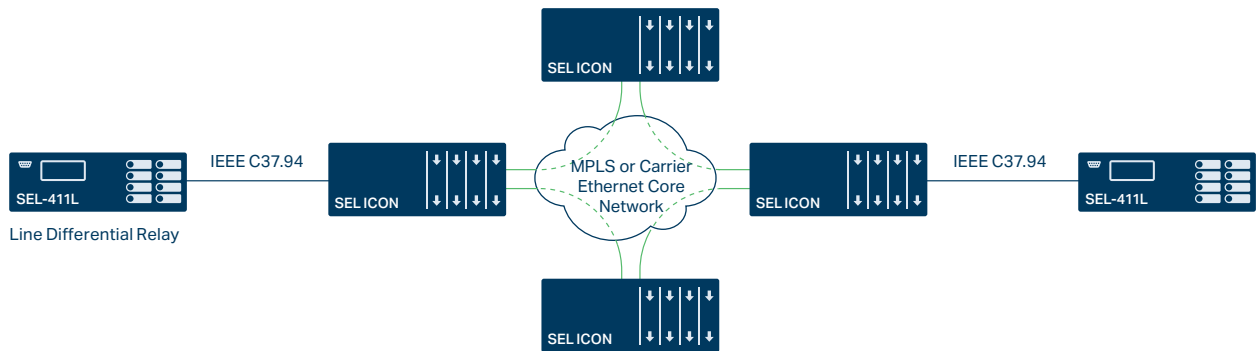 SEL ICON
IEEE C37.94
IEEE C37.94
MPLS or Carrier
Ethernet Core
Network
SEL-411L
SEL ICON
SEL ICON
SEL-411L
Line Differential Relay
SEL ICON